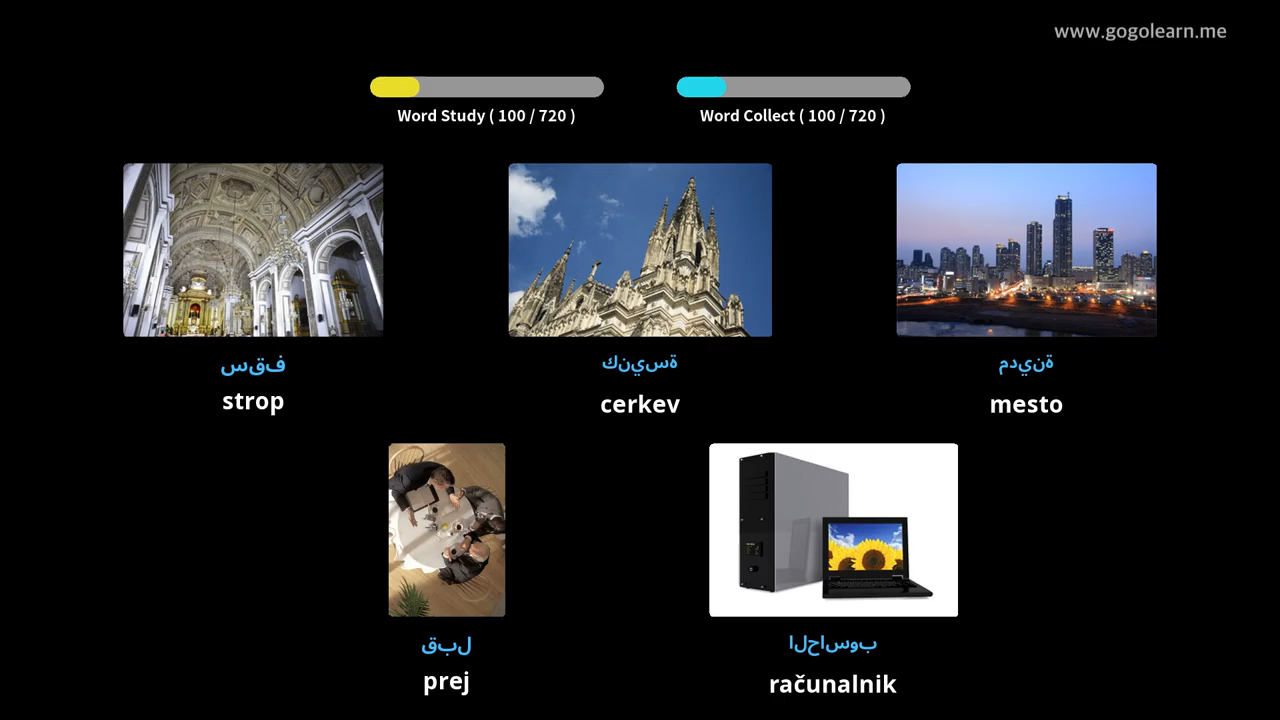 www.gogolearn.me
Word Study ( 100 / 720 )
Word Collect ( 100 / 720 )
سقف
strop
كنيسة
cerkev
مدينة
mesto
قبل
prej
الحاسوب
računalnik